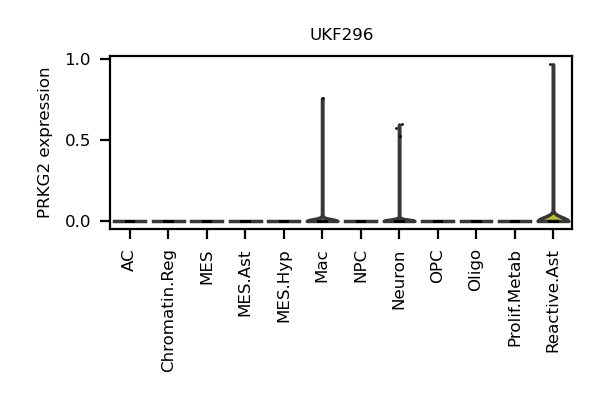 UKF296
PRKG2 expression
1.0
0.5
0.0
AC
Chromatin.Reg
MES
MES.Ast
MES.Hyp
Mac
NPC
Neuron
OPC
Oligo
Prolif.Metab
Reactive.Ast